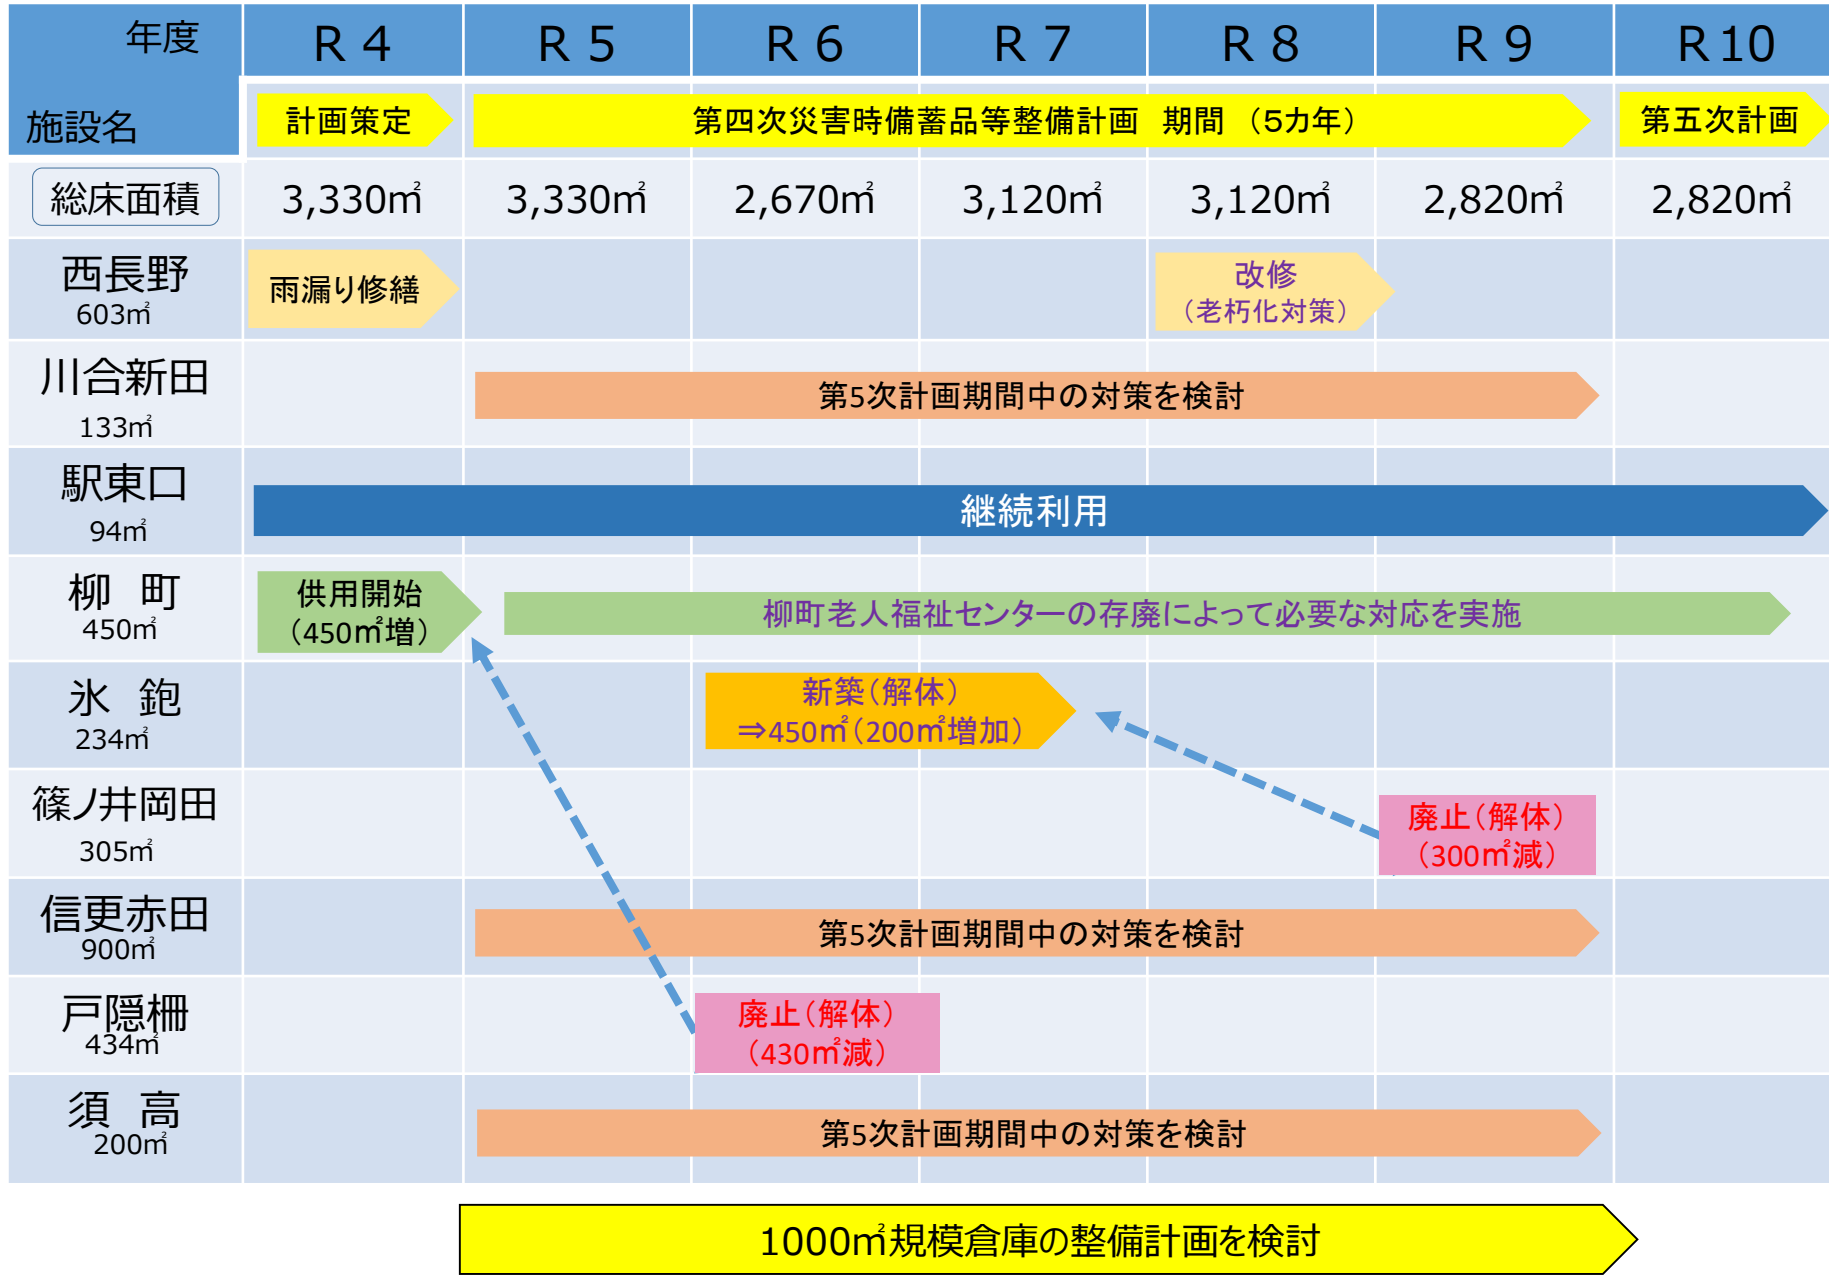 年度
R 4
R 5
R 6
R 7
R 8
R 9
R 10
施設名
計画策定
第四次災害時備蓄品等整備計画　期間　（5カ年）
第五次計画
総床面積
3,330㎡
3,330㎡
2,670㎡
3,120㎡
3,120㎡
2,820㎡
2,820㎡
西長野
603㎡
雨漏り修繕
改修
（老朽化対策）
川合新田
133㎡
第5次計画期間中の対策を検討
駅東口
94㎡
継続利用
柳　町
450㎡
供用開始
（450㎡増）
柳町老人福祉センターの存廃によって必要な対応を実施
氷　鉋
234㎡
新築（解体）
⇒450㎡（200㎡増加）
篠ノ井岡田
305㎡
廃止（解体）
（300㎡減）
信更赤田
900㎡
第5次計画期間中の対策を検討
戸隠柵
434㎡
廃止（解体）
（430㎡減）
須　高
200㎡
第5次計画期間中の対策を検討
1000㎡規模倉庫の整備計画を検討